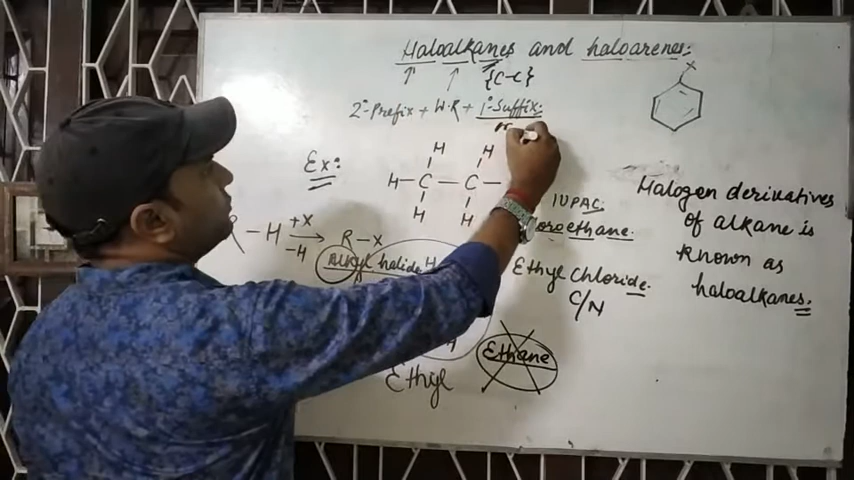 Haloalkanes and haloarenes:
{C-C}
2°-Prefix + W.R + 1°-Suffix:
X
Ex:
H H
H-C-C-
H H
-H +X -H R-X
Alkyl halide
IUPAC
oroethane.
Ethyl Chloride.
C/N
Ethane
Ethyl
Halogen derivatives
of alkane is
known as
haloalkanes.